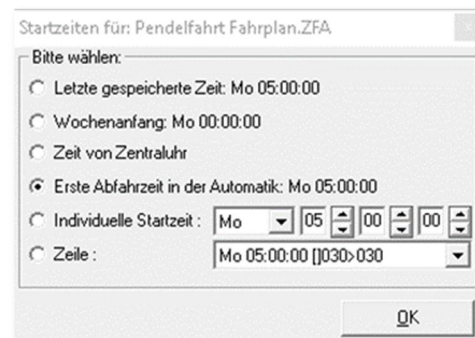 Startzeiten für: Pendelfahrt Fahrplan.ZFA
Bitte wählen:
Letzte gespeicherte Zeit: Mo 05:00:00
Wochenanfang: Mo 00:00:00
Zeit von Zentraluhr
Erste Abfahrzeit in der Automatik: Mo 05:00:00
Individuelle Startzeit : Mo 05 00 00
Zeile : Mo 05:00:00 []030>030
OK